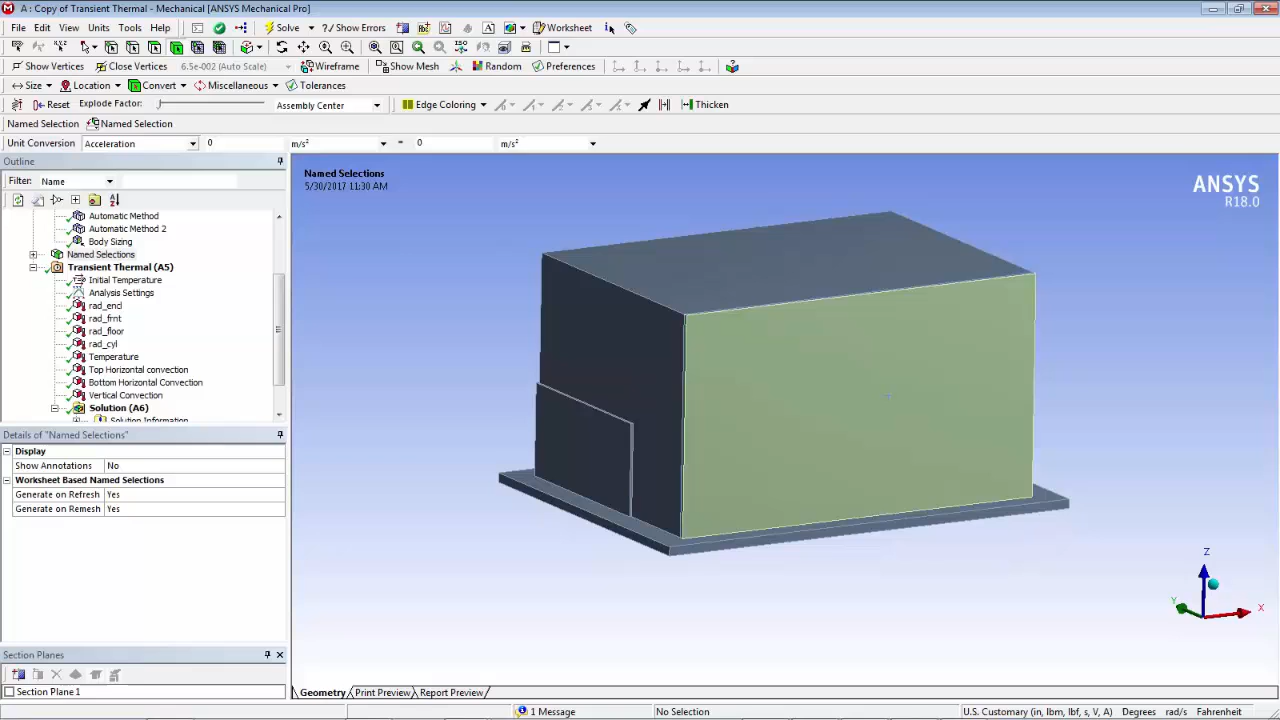 A : Copy of Transient Thermal - Mechanical [ANSYS Mechanical Pro]
File Edit View Units Tools Help Solve ?/ Show Errors Worksheet
Show Vertices Close Vertices 6.5e-002 (Auto Scale) Wireframe Show Mesh Random Preferences
Size Location Convert Miscellaneous Tolerances
Reset Explode Factor: Assembly Center Edge Coloring Thicken
Named Selection Named Selection
Unit Conversion Acceleration 0 m/s² = 0 m/s²
Outline
Filter: Name
Automatic Method
Automatic Method 2
Body Sizing
Named Selections
Transient Thermal (A5)
Initial Temperature
Analysis Settings
rad_encl
rad_frnt
rad_floor
rad_cyl
Temperature
Top Horizontal convection
Bottom Horizontal Convection
Vertical Convection
Solution (A6)
Solution Information
Details of "Named Selections"
Display
Show Annotations No
Worksheet Based Named Selections
Generate on Refresh Yes
Generate on Remesh Yes
Section Planes
Section Plane 1
Named Selections
5/30/2017 11:30 AM
ANSYS
R18.0
Z
Y
X
Geometry Print Preview Report Preview
1 Message No Selection U.S. Customary (in, lbm, lbf, s, V, A) Degrees rad/s Fahrenheit